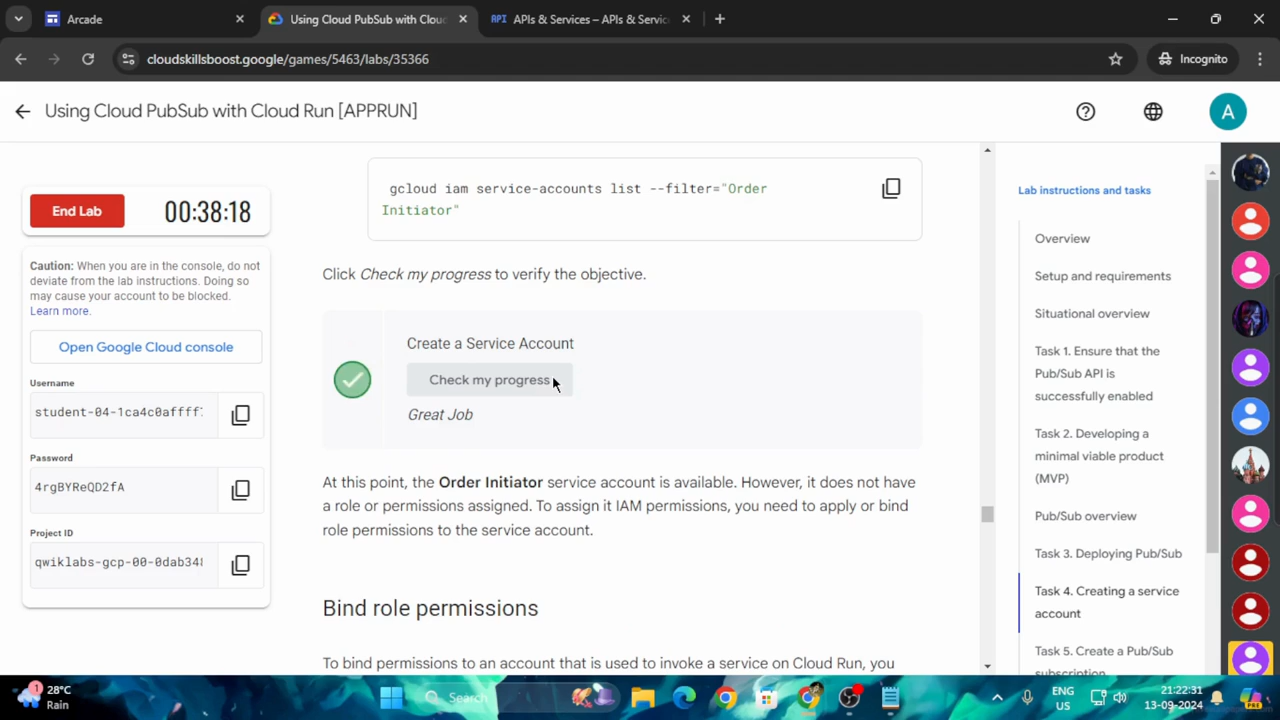 Arcade
Using Cloud PubSub with Clou
API APIs & Services – APIs & Servic
cloudskillsboost.google/games/5463/labs/35366
Incognito
Using Cloud PubSub with Cloud Run [APPRUN]
A
End Lab
00:38:18
Caution: When you are in the console, do not
deviate from the lab instructions. Doing so
may cause your account to be blocked.
Learn more.
Open Google Cloud console
Username
student-04-1ca4c0affff
Password
4rgBYReQD2fA
Project ID
qwiklabs-gcp-00-0dab34
gcloud iam service-accounts list --filter="Order
Initiator"
Click Check my progress to verify the objective.
Create a Service Account
Check my progress
Great Job
At this point, the Order Initiator service account is available. However, it does not have
a role or permissions assigned. To assign it IAM permissions, you need to apply or bind
role permissions to the service account.
Bind role permissions
To bind permissions to an account that is used to invoke a service on Cloud Run, you
Lab instructions and tasks
Overview
Setup and requirements
Situational overview
Task 1. Ensure that the
Pub/Sub API is
successfully enabled
Task 2. Developing a
minimal viable product
(MVP)
Pub/Sub overview
Task 3. Deploying Pub/Sub
Task 4. Creating a service
account
Task 5. Create a Pub/Sub
subscription
1
28°C
Rain
Search
ENG
US
21:22:31
13-09-2024
PRE